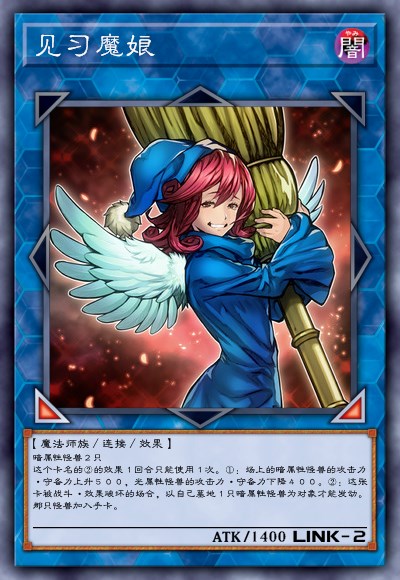 见习魔娘
やみ
闇
【魔法师族／连接／效果】
暗属性怪兽２只
这个卡名的②的效果１回合只能使用１次。①：场上的暗属性怪兽的攻击力
·守备力上升５００，光属性怪兽的攻击力·守备力下降４００。②：这张
卡被战斗·效果破坏的场合，以自己墓地１只暗属性怪兽为对象才能发动。
那只怪兽加入手卡。
ATK/1400 LINK-2